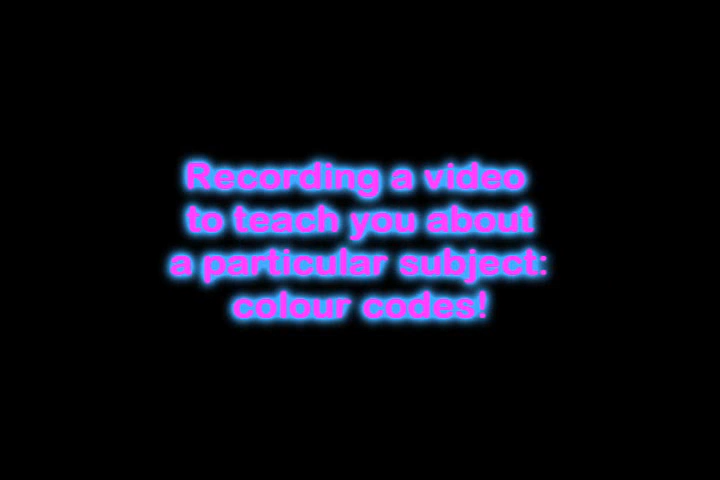 Recording a video
to teach you about
a particular subject:
colour codes!